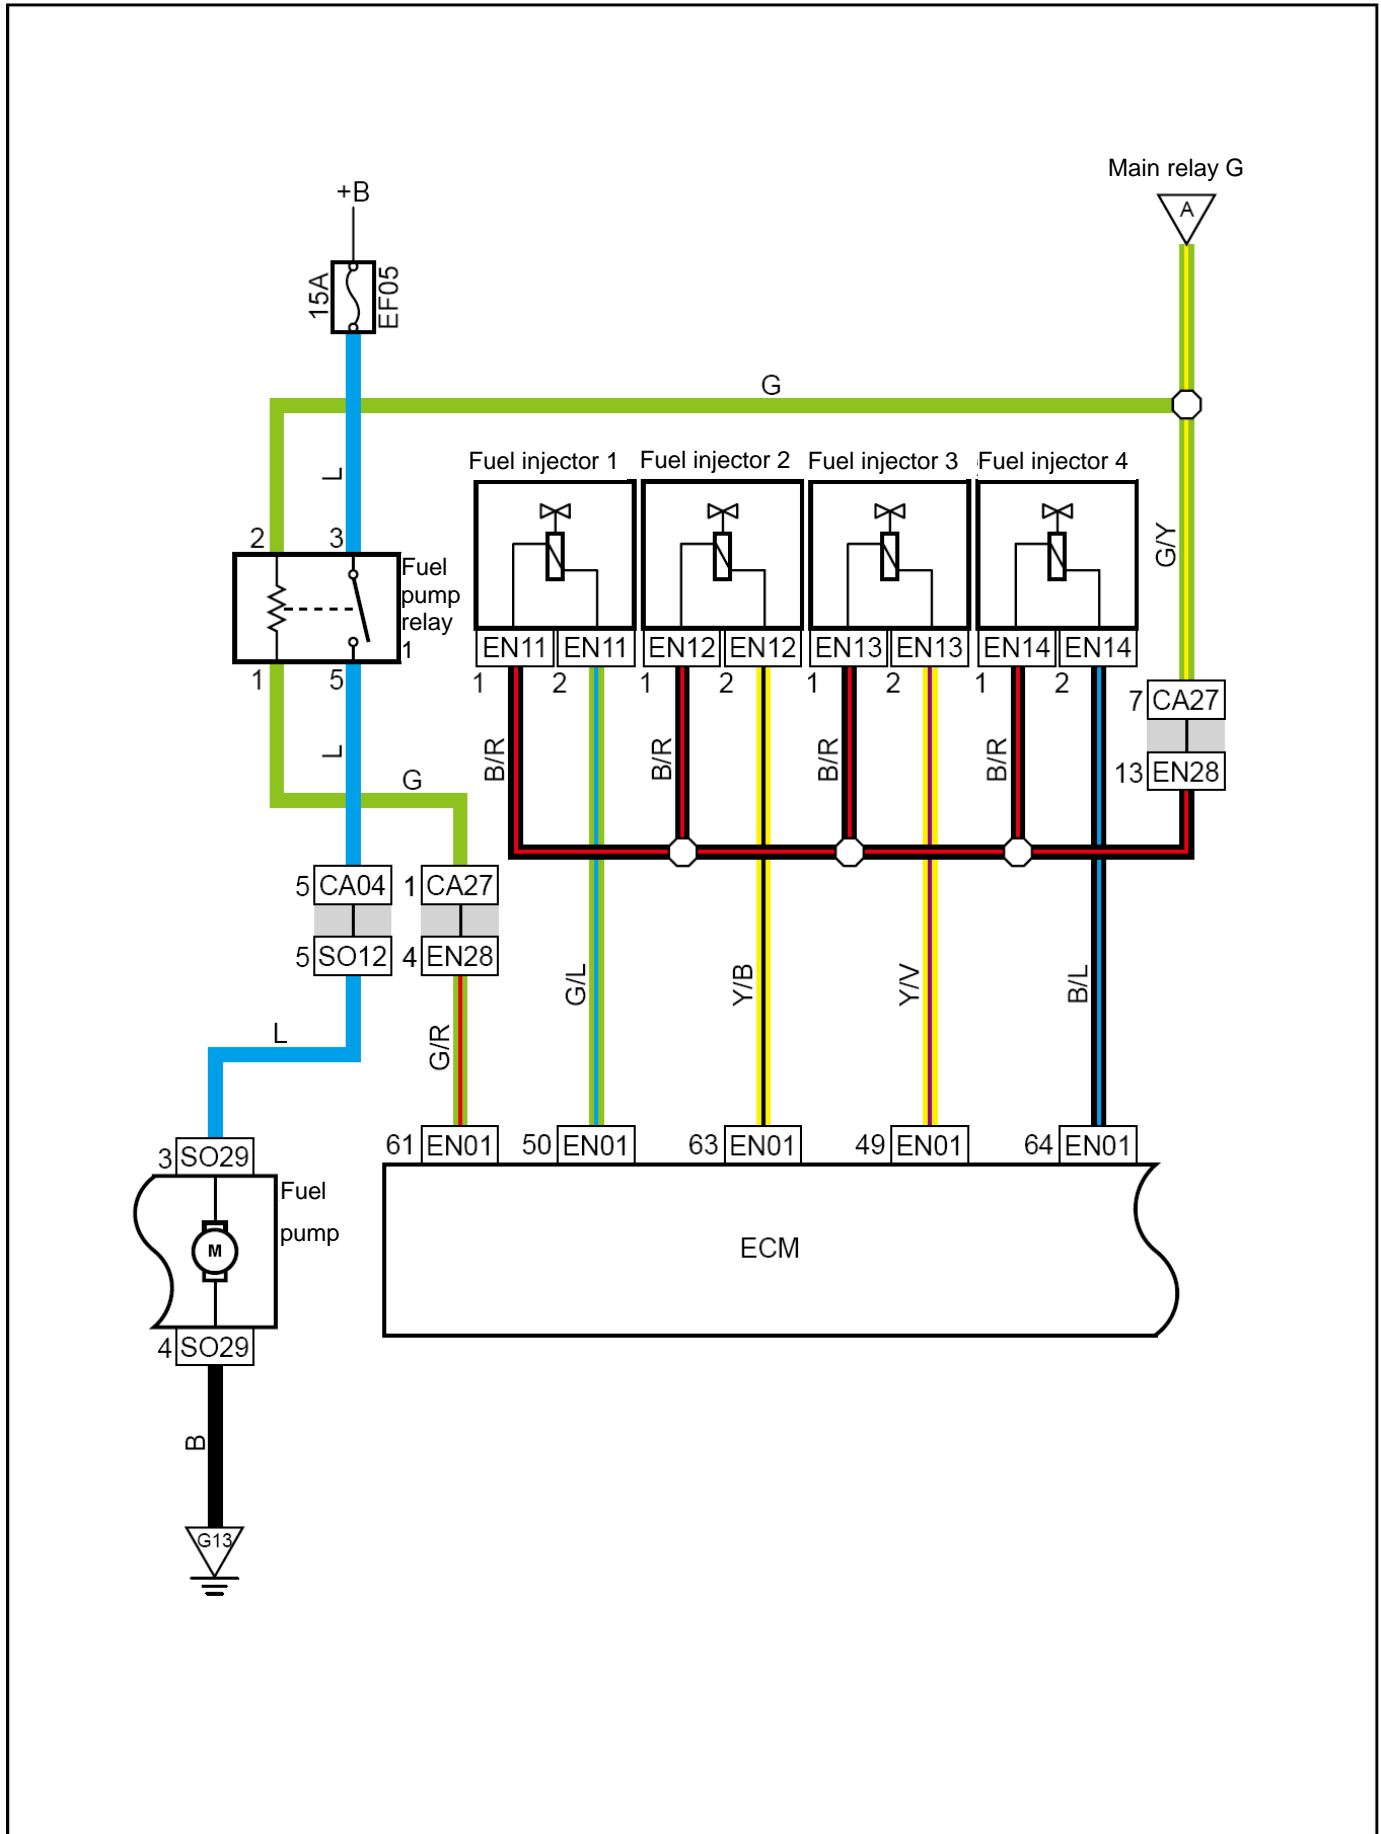 Main relay G
A
+B
15A
EF05
G
L
Fuel injector 1
Fuel injector 2
Fuel injector 3
Fuel injector 4
G/Y
2
3
Fuel
pump
relay
1
1
5
EN11
EN11
EN12
EN12
EN13
EN13
EN14
EN14
1
2
1
2
1
2
1
2
7
CA27
13
EN28
L
B/R
B/R
B/R
B/R
G
5
CA04
1
CA27
5
SO12
4
EN28
G/L
Y/B
Y/V
B/L
L
G/R
61
EN01
50
EN01
63
EN01
49
EN01
64
EN01
3
SO29
Fuel
pump
M
ECM
4
SO29
B
G13